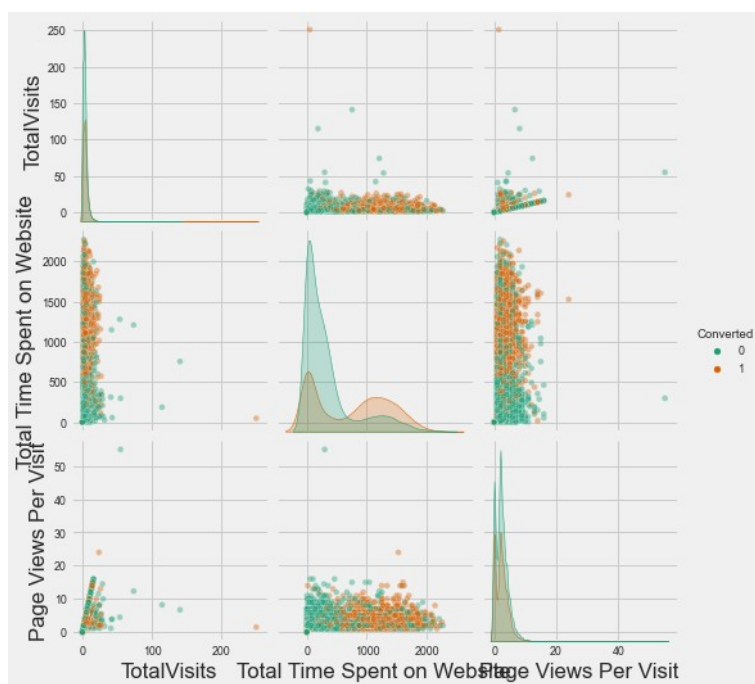 250
200
150
100
50
0
TotalVisits
2000
1500
1000
500
0
Total Time Spent on Website
Converted
0
1
50
40
30
20
10
0
Page Views Per Visit
0 100 200
0 1000 2000
0 20 40
TotalVisits
Total Time Spent on Website
Page Views Per Visit